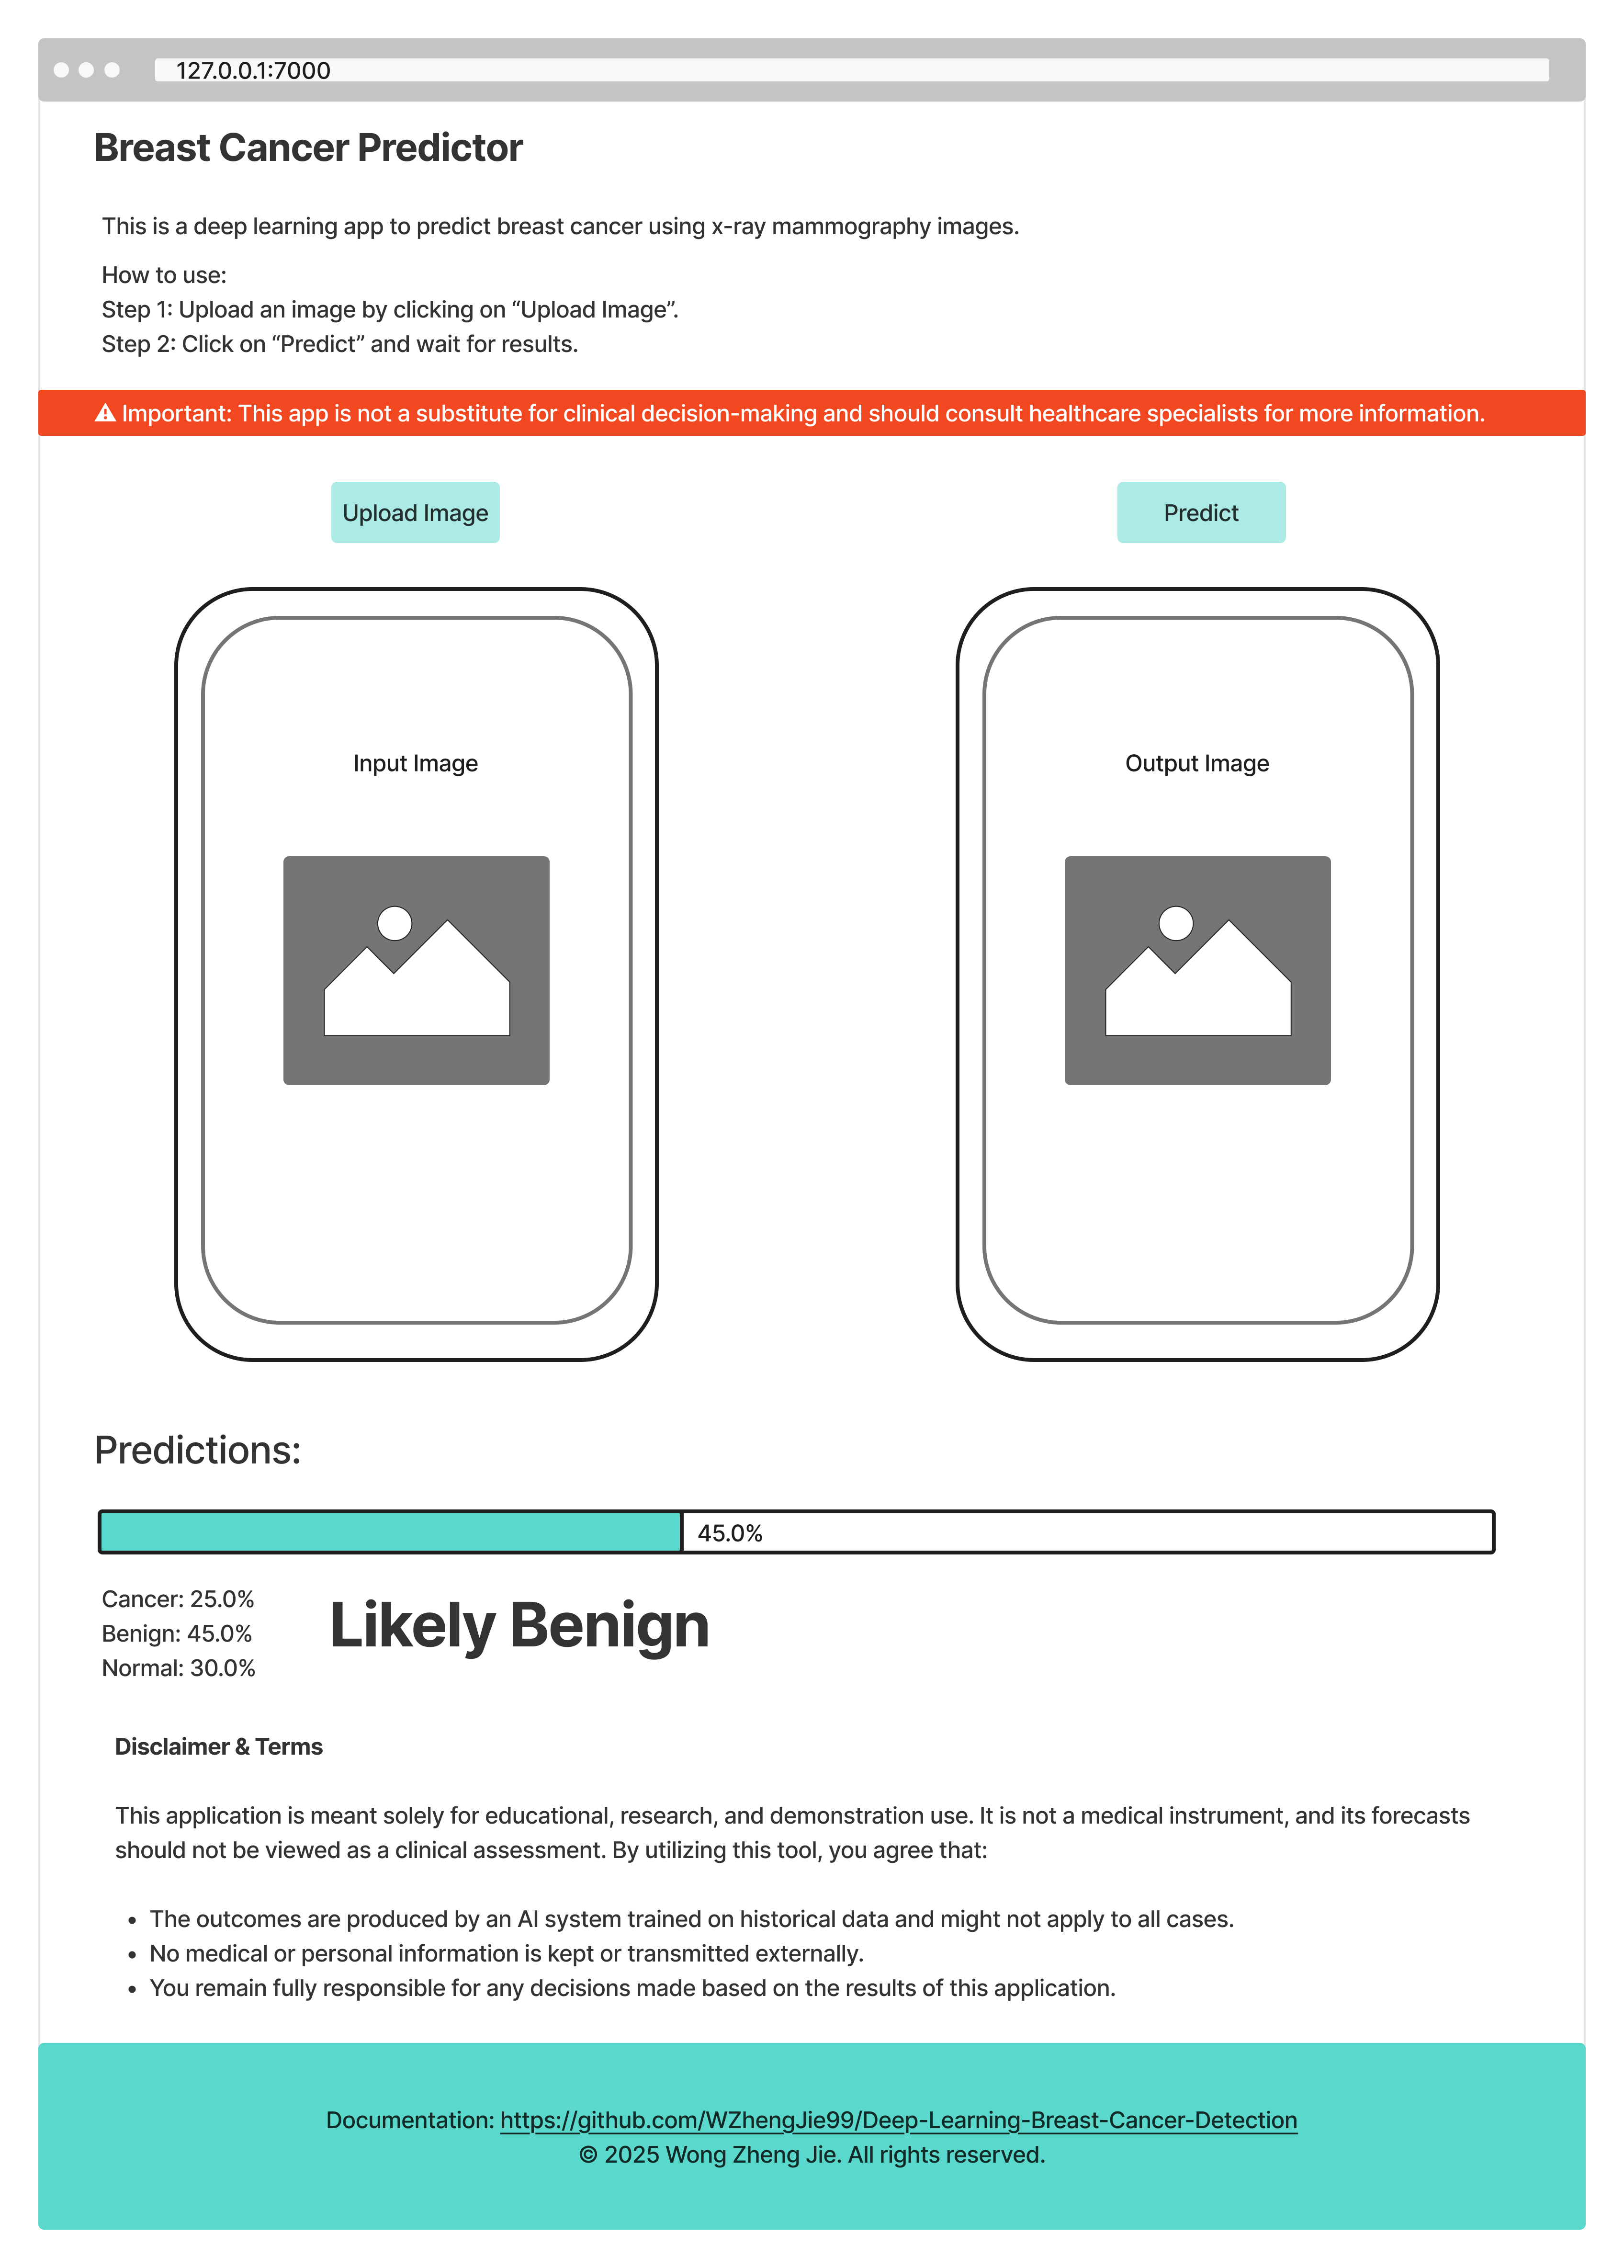 127.0.0.1:7000
Breast Cancer Predictor
This is a deep learning app to predict breast cancer using x-ray mammography images.
How to use:
Step 1: Upload an image by clicking on “Upload Image”.
Step 2: Click on “Predict” and wait for results.
Important: This app is not a substitute for clinical decision-making and should consult healthcare specialists for more information.
Upload Image
Predict
Input Image
Output Image
Predictions:
45.0%
Cancer: 25.0%
Benign: 45.0%
Normal: 30.0%
Likely Benign
Disclaimer & Terms
This application is meant solely for educational, research, and demonstration use. It is not a medical instrument, and its forecasts
should not be viewed as a clinical assessment. By utilizing this tool, you agree that:
• The outcomes are produced by an AI system trained on historical data and might not apply to all cases.
• No medical or personal information is kept or transmitted externally.
• You remain fully responsible for any decisions made based on the results of this application.
Documentation: https://github.com/WZhengJie99/Deep-Learning-Breast-Cancer-Detection
© 2025 Wong Zheng Jie. All rights reserved.